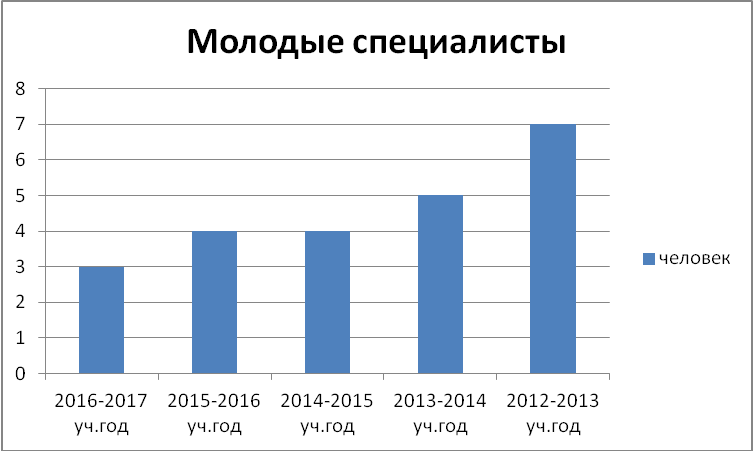 Молодые специалисты
8
7
6
5
4
3
2
1
0
2016-2017
уч.год
2015-2016
уч.год
2014-2015
уч.год
2013-2014
уч.год
2012-2013
уч.год
человек